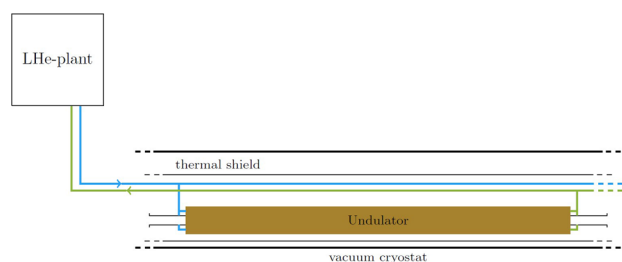 LHe-plant
thermal shield
Undulator
vacuum cryostat